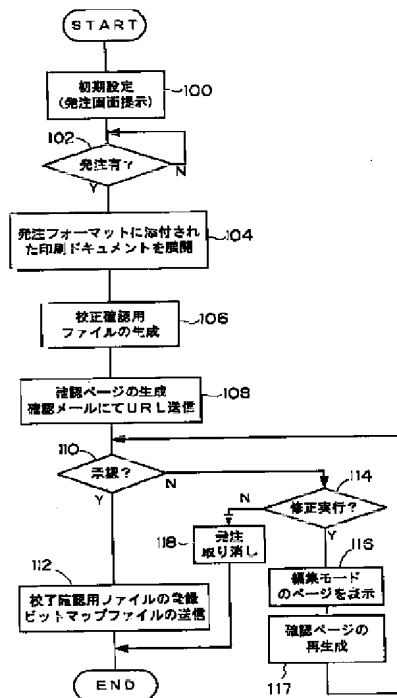 START
初期設定
(発注画面提示)
100
102
発注有?
N
Y
発注フォーマットに添付され
た印刷ドキュメントを展開
104
校正確認用
ファイルの生成
106
確認ページの生成
確認メールにてURL送信
108
110
承認?
N
Y
114
修正実行?
N
Y
118
発注
取り消し
116
編集モード
のページを表示
112
校了確認用ファイルの登録
ビットマップファイルの送信
確認ページの
再生成
117
END